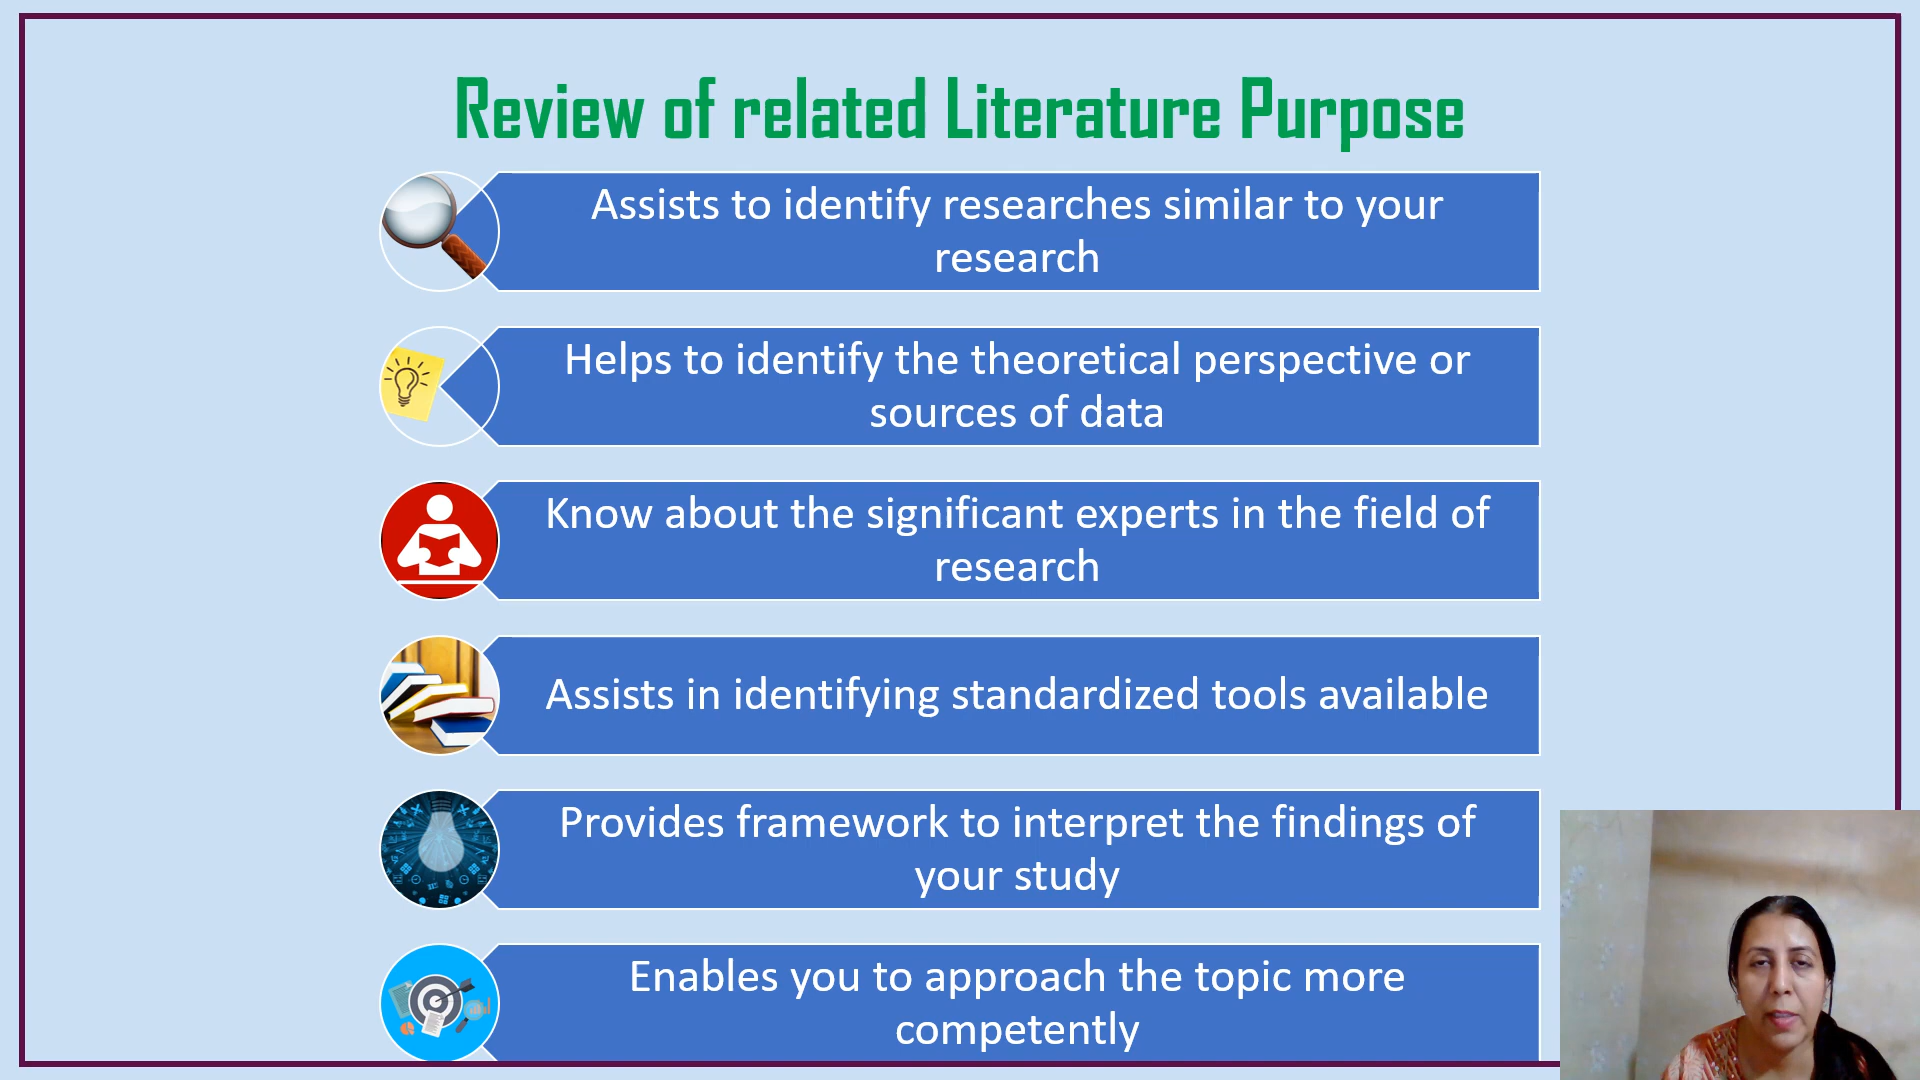 Review of related Literature Purpose
Assists to identify researches similar to your
research
Helps to identify the theoretical perspective or
sources of data
Know about the significant experts in the field of
research
Assists in identifying standardized tools available
Provides framework to interpret the findings of
your study
Enables you to approach the topic more
competently